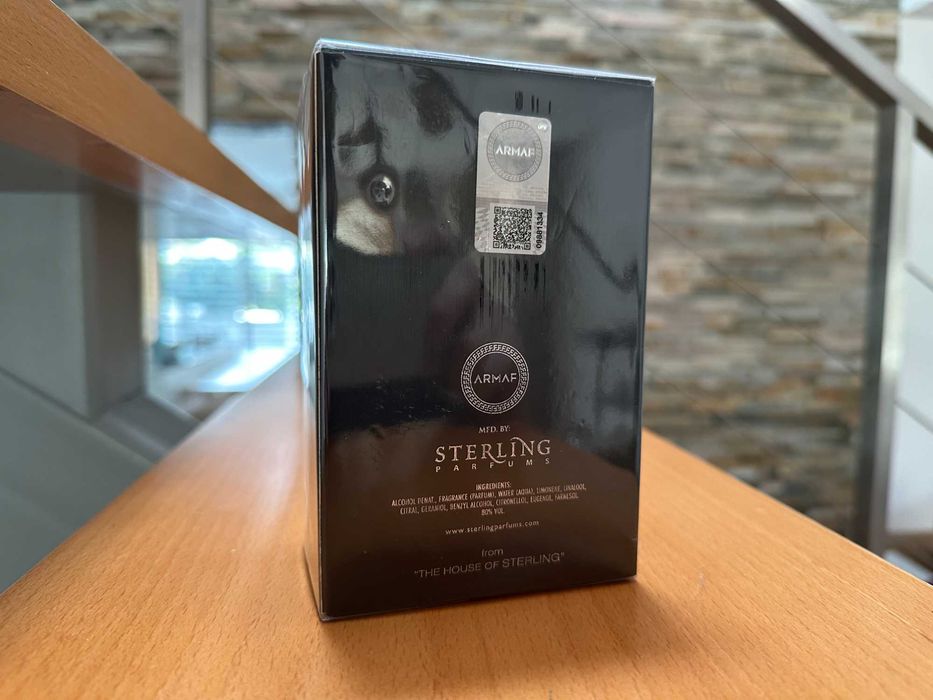 ARMAF
09881334
ARMAF
MFD. BY:
STERLING
PARFUMS
INGREDIENTS:
ALCOHOL DENAT., FRAGRANCE (PARFUM), WATER (AQUA), LIMONENE, LINALOOL,
CITRAL, GERANIOL, BENZYL ALCOHOL, CITRONELLOL, EUGENOL, FARNESOL
80% VOL.
www.sterlingparfums.com
from
"THE HOUSE OF STERLING"